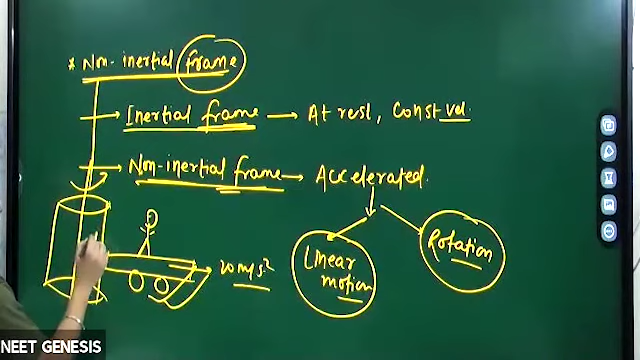 * Non-inertial frame
Inertial frame → At rest, Const vel
Non-inertial frame → Accelerated.
Linear motion
Rotation
20 m/s²
NEET GENESIS